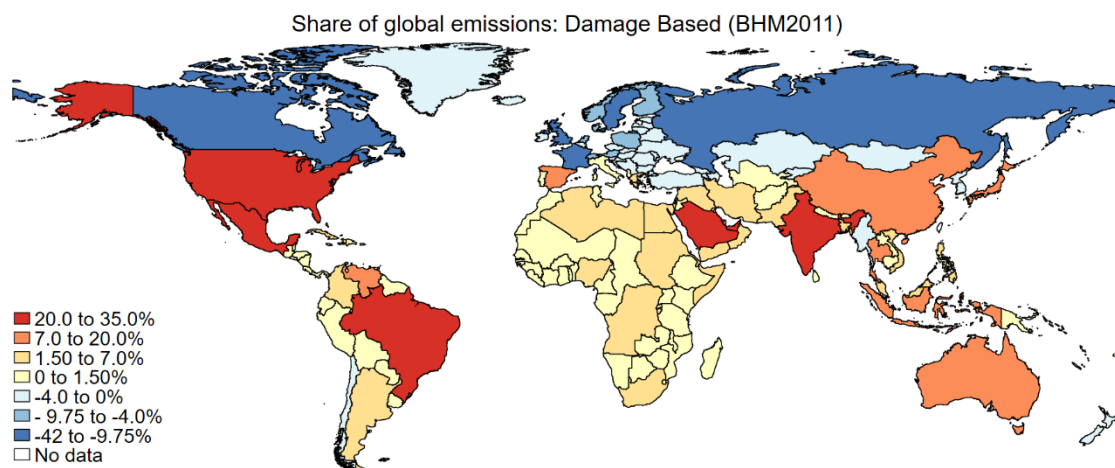 Share of global emissions: Damage Based (BHM2011)
20.0 to 35.0%
7.0 to 20.0%
1.50 to 7.0%
0 to 1.50%
-4.0 to 0%
- 9.75 to -4.0%
-42 to -9.75%
No data